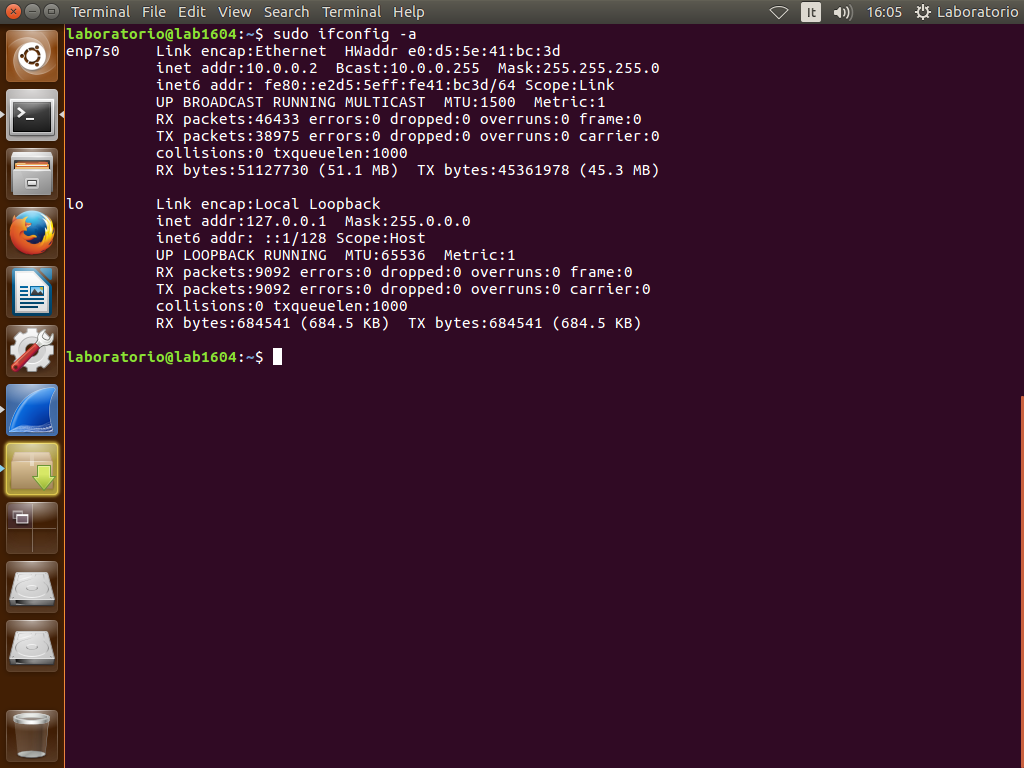 Terminal File Edit View Search Terminal Help It 16:05 Laboratorio
laboratorio@lab1604:~$ sudo ifconfig -a
enp7s0    Link encap:Ethernet  HWaddr e0:d5:5e:41:bc:3d
          inet addr:10.0.0.2  Bcast:10.0.0.255  Mask:255.255.255.0
          inet6 addr: fe80::e2d5:5eff:fe41:bc3d/64 Scope:Link
          UP BROADCAST RUNNING MULTICAST  MTU:1500  Metric:1
          RX packets:46433 errors:0 dropped:0 overruns:0 frame:0
          TX packets:38975 errors:0 dropped:0 overruns:0 carrier:0
          collisions:0 txqueuelen:1000
          RX bytes:51127730 (51.1 MB)  TX bytes:45361978 (45.3 MB)

lo        Link encap:Local Loopback
          inet addr:127.0.0.1  Mask:255.0.0.0
          inet6 addr: ::1/128 Scope:Host
          UP LOOPBACK RUNNING  MTU:65536  Metric:1
          RX packets:9092 errors:0 dropped:0 overruns:0 frame:0
          TX packets:9092 errors:0 dropped:0 overruns:0 carrier:0
          collisions:0 txqueuelen:1000
          RX bytes:684541 (684.5 KB)  TX bytes:684541 (684.5 KB)

laboratorio@lab1604:~$